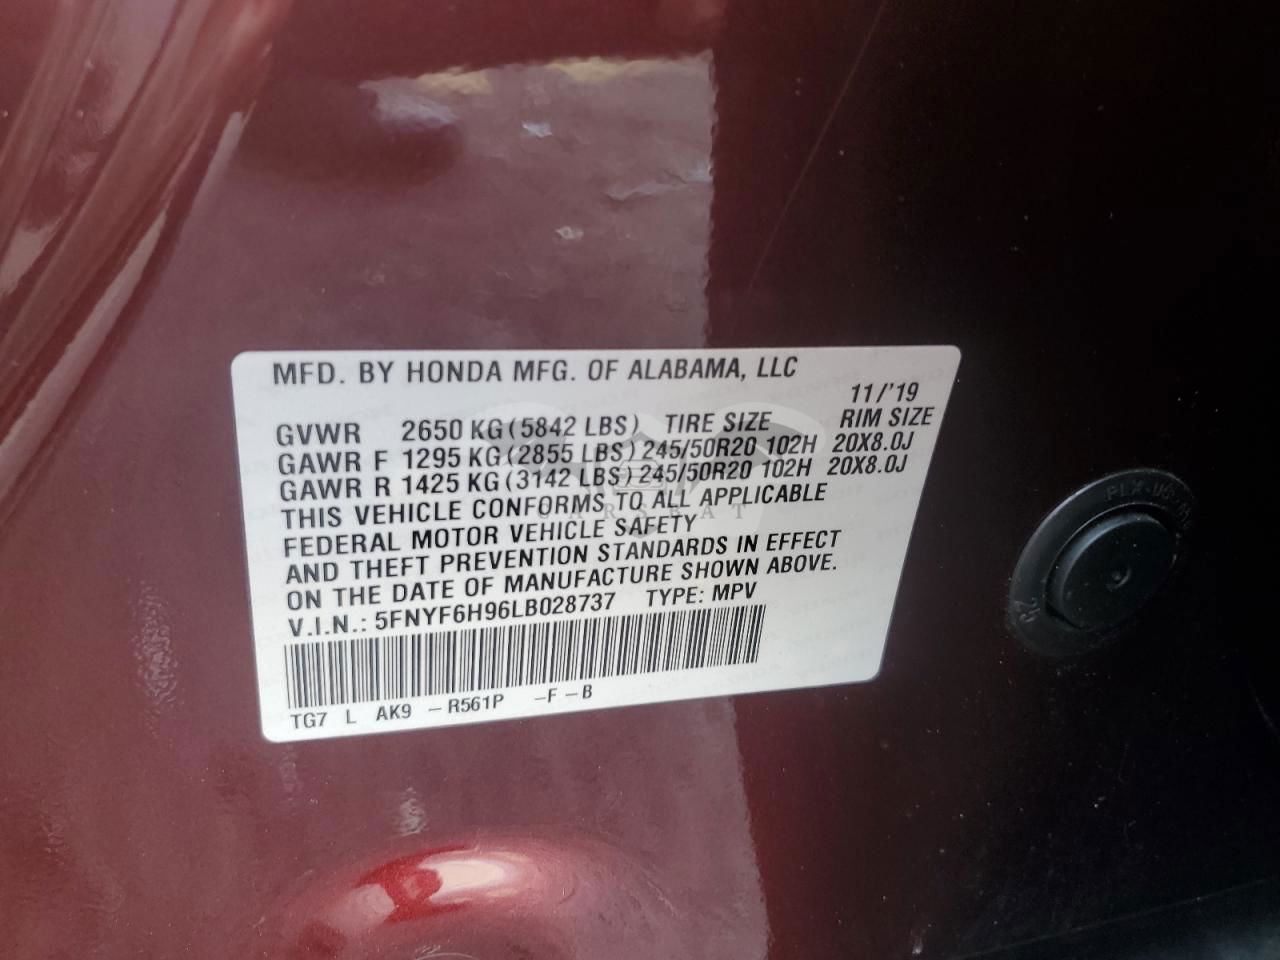 MFD. BY HONDA MFG. OF ALABAMA, LLC
11/'19
GVWR 2650 KG (5842 LBS) TIRE SIZE RIM SIZE
GAWR F 1295 KG (2855 LBS) 245/50R20 102H 20X8.0J
GAWR R 1425 KG (3142 LBS) 245/50R20 102H 20X8.0J
THIS VEHICLE CONFORMS TO ALL APPLICABLE
FEDERAL MOTOR VEHICLE SAFETY
AND THEFT PREVENTION STANDARDS IN EFFECT
ON THE DATE OF MANUFACTURE SHOWN ABOVE.
V.I.N.: 5FNYF6H96LB028737 TYPE: MPV
TG7 L AK9 - R561P - F - B
CARSBAT